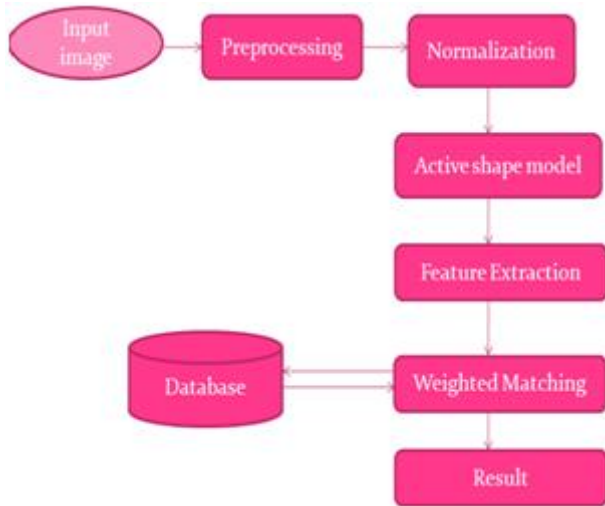 Input
image
Preprocessing
Normalization
Active shape model
Feature Extraction
Database
Weighted Matching
Result